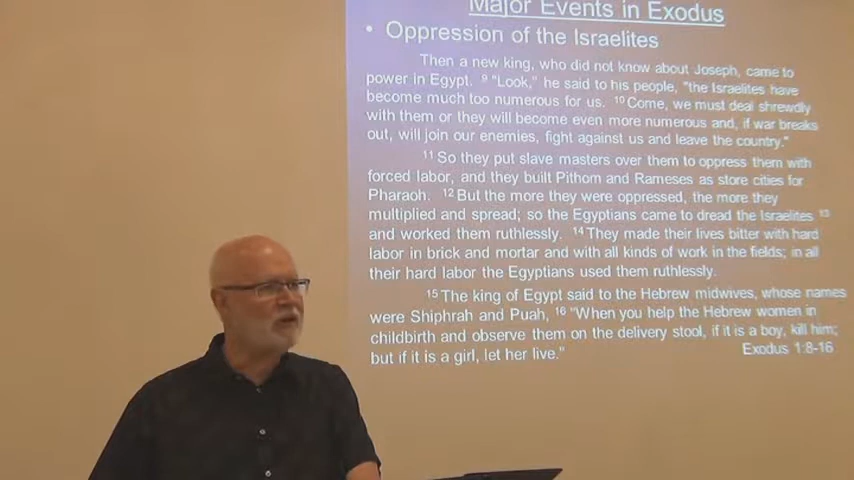 Major Events in Exodus
• Oppression of the Israelites
Then a new king, who did not know about Joseph, came to
power in Egypt. 9 "Look," he said to his people, "the Israelites have
become much too numerous for us. 10 Come, we must deal shrewdly
with them or they will become even more numerous and, if war breaks
out, will join our enemies, fight against us and leave the country."
11 So they put slave masters over them to oppress them with
forced labor, and they built Pithom and Rameses as store cities for
Pharaoh. 12 But the more they were oppressed, the more they
multiplied and spread; so the Egyptians came to dread the Israelites 13
and worked them ruthlessly. 14 They made their lives bitter with hard
labor in brick and mortar and with all kinds of work in the fields; in all
their hard labor the Egyptians used them ruthlessly.
15 The king of Egypt said to the Hebrew midwives, whose names
were Shiphrah and Puah, 16 "When you help the Hebrew women in
childbirth and observe them on the delivery stool, if it is a boy, kill him;
but if it is a girl, let her live." Exodus 1:8-16